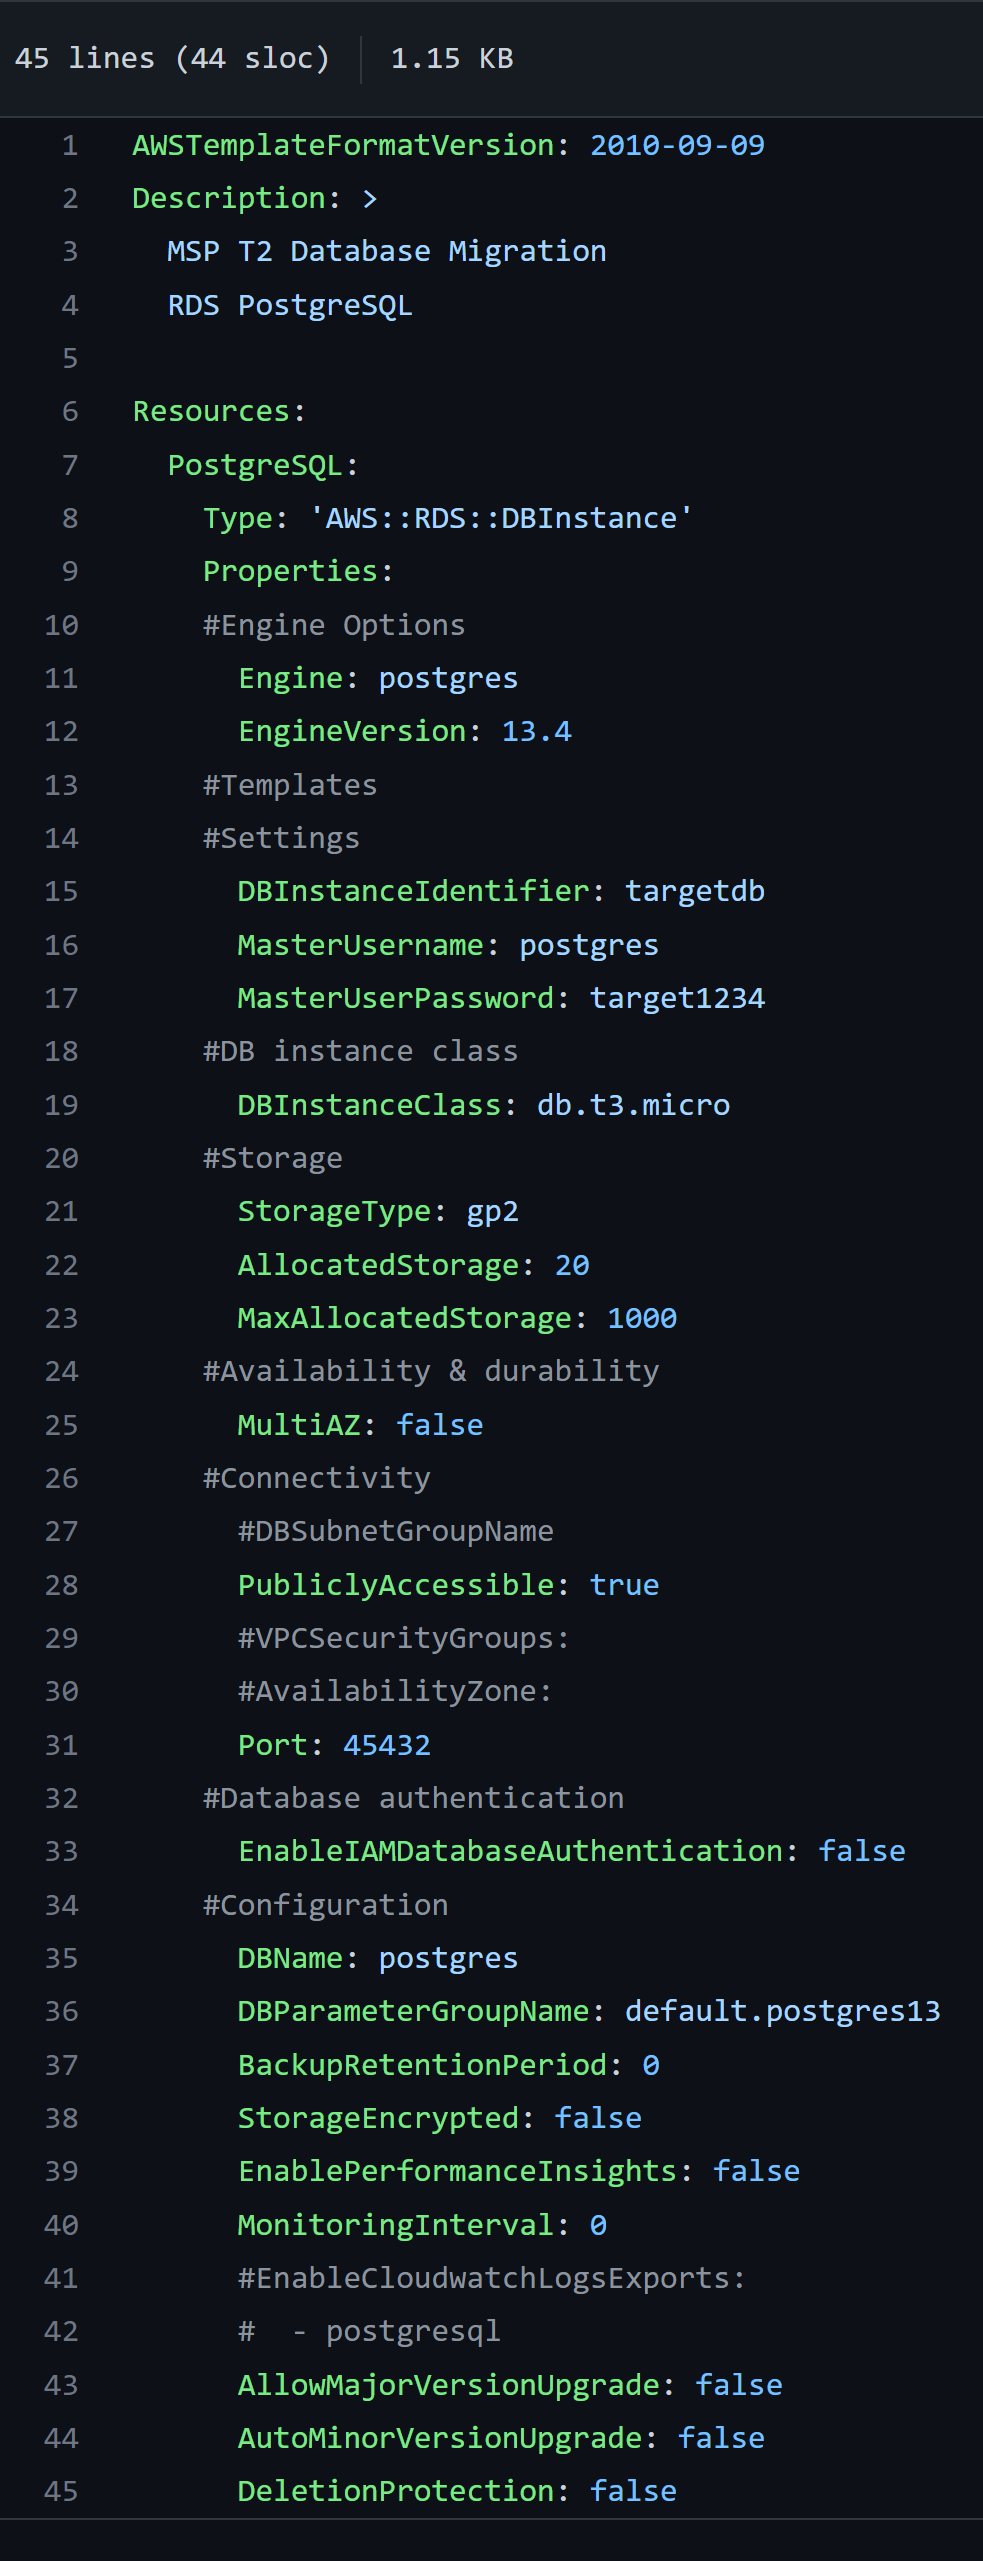 45 lines (44 sloc) 1.15 KB
1 AWSTemplateFormatVersion: 2010-09-09
2 Description: >
3   MSP T2 Database Migration
4   RDS PostgreSQL
5
6 Resources:
7   PostgreSQL:
8     Type: 'AWS::RDS::DBInstance'
9     Properties:
10     #Engine Options
11       Engine: postgres
12       EngineVersion: 13.4
13     #Templates
14     #Settings
15       DBInstanceIdentifier: targetdb
16       MasterUsername: postgres
17       MasterUserPassword: target1234
18     #DB instance class
19       DBInstanceClass: db.t3.micro
20     #Storage
21       StorageType: gp2
22       AllocatedStorage: 20
23       MaxAllocatedStorage: 1000
24     #Availability & durability
25       MultiAZ: false
26     #Connectivity
27       #DBSubnetGroupName
28       PubliclyAccessible: true
29       #VPCSecurityGroups:
30       #AvailabilityZone:
31       Port: 45432
32     #Database authentication
33       EnableIAMDatabaseAuthentication: false
34     #Configuration
35       DBName: postgres
36       DBParameterGroupName: default.postgres13
37       BackupRetentionPeriod: 0
38       StorageEncrypted: false
39       EnablePerformanceInsights: false
40       MonitoringInterval: 0
41       #EnableCloudwatchLogsExports:
42       #  - postgresql
43       AllowMajorVersionUpgrade: false
44       AutoMinorVersionUpgrade: false
45       DeletionProtection: false